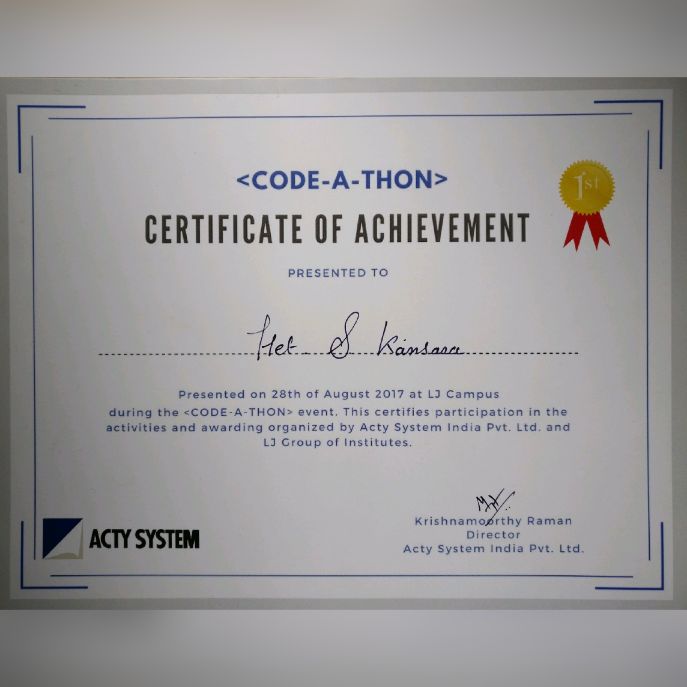 <CODE-A-THON>
1st
CERTIFICATE OF ACHIEVEMENT
PRESENTED TO
Het S Kansara
Presented on 28th of August 2017 at LJ Campus
during the <CODE-A-THON> event. This certifies participation in the
activities and awarding organized by Acty System India Pvt. Ltd. and
LJ Group of Institutes.
ACTY SYSTEM
Krishnamoorthy Raman
Director
Acty System India Pvt. Ltd.